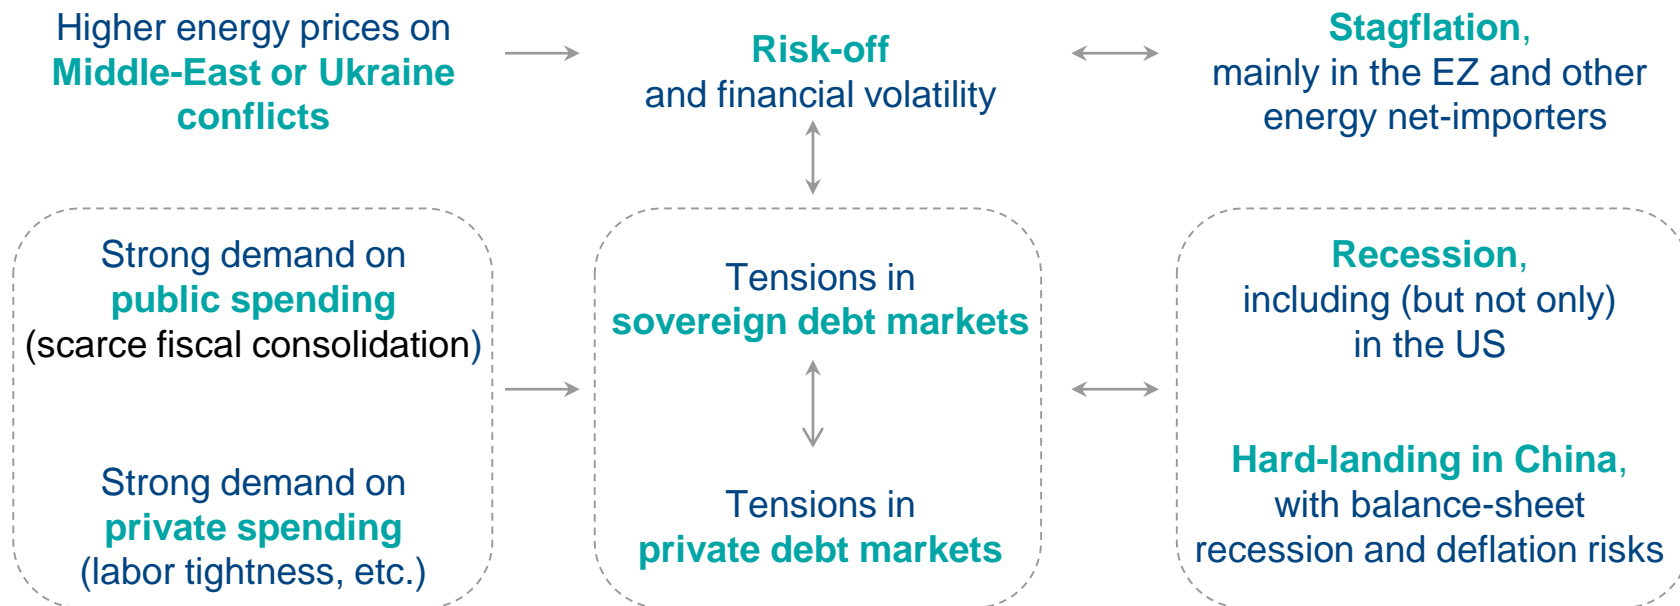 Higher energy prices on
Middle-East or Ukraine
conflicts
Risk-off
and financial volatility
Stagflation,
mainly in the EZ and other
energy net-importers
Strong demand on
public spending
(scarce fiscal consolidation)
Strong demand on
private spending
(labor tightness, etc.)
Tensions in
sovereign debt markets
Tensions in
private debt markets
Recession,
including (but not only)
in the US
Hard-landing in China,
with balance-sheet
recession and deflation risks